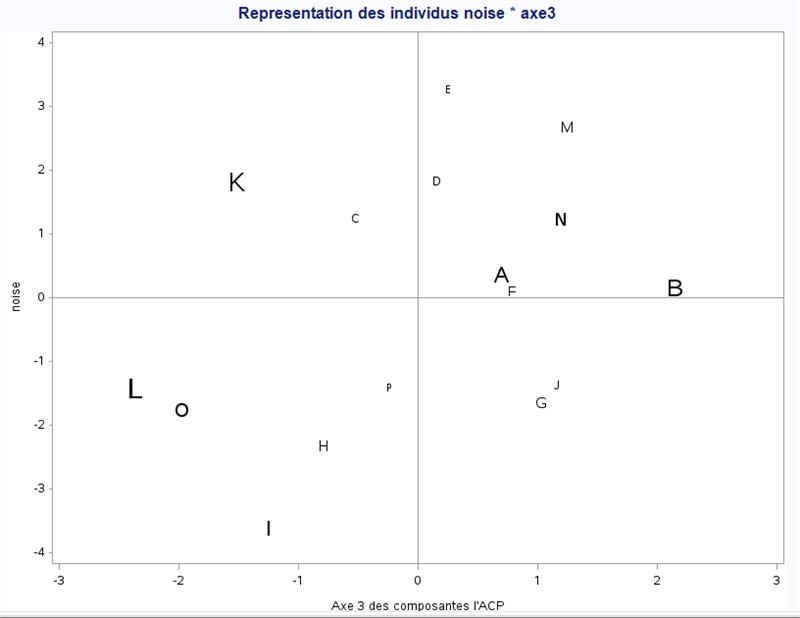 Representation des individus noise * axe3
4
E
3
M
2
K
D
C
N
1
A
F
B
0
noise
-1
L
P
J
G
O
-2
H
-3
I
-4
-3 -2 -1 0 1 2 3
Axe 3 des composantes l'ACP